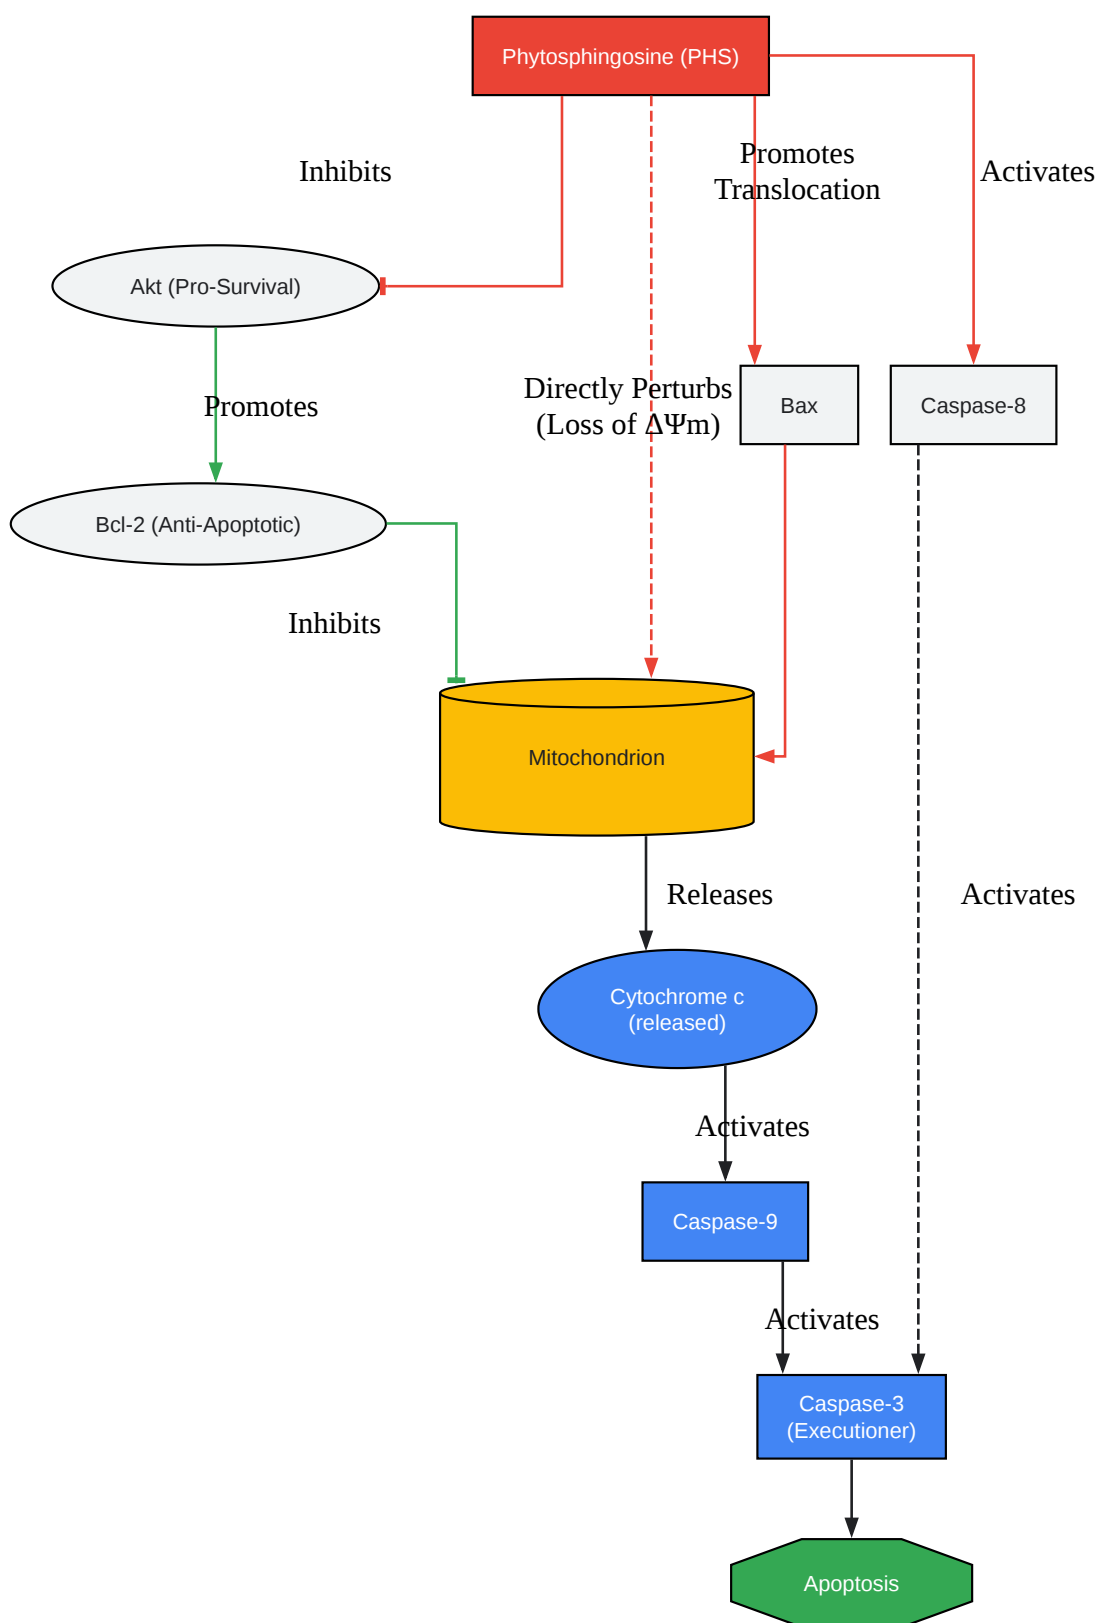 Phytosphingosine (PHS)
Inhibits
Promotes
Translocation
Activates
Akt (Pro-Survival)
Promotes
Directly Perturbs
(Loss of ΔΨm)
Bax
Caspase-8
Bcl-2 (Anti-Apoptotic)
Inhibits
Mitochondrion
Releases
Activates
Cytochrome c
(released)
Activates
Caspase-9
Activates
Caspase-3
(Executioner)
Apoptosis